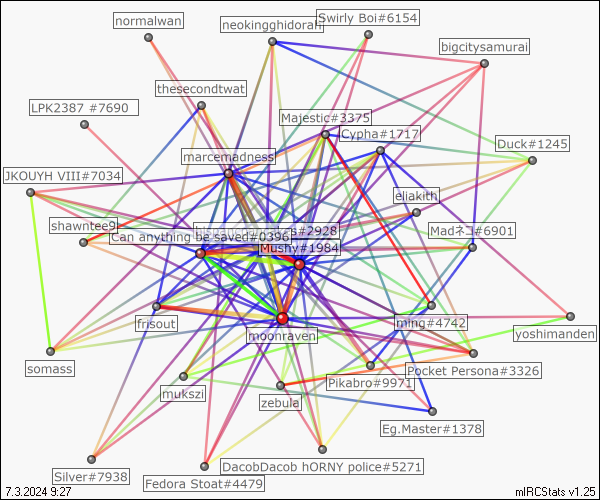 normalwan
neokingghidorah
Swirly Boi#6154
bigcitysamurai
thesecondtwat
LPK2387 #7690
Majestic#3375
Cypha#1717
Duck#1245
marcemadness
JKOUYH VIII#7034
eliakith
shawntee9
s#2928
Madネコ#6901
Can anything be saved#0396
Mushy#1984
frisout
moonraven
ming#4742
yoshimanden
somass
Pocket Persona#3326
mukszi
Pikabro#9971
zebula
Eg.Master#1378
DacobDacob hORNY police#5271
Silver#7938
Fedora Stoat#4479
7.3.2024 9:27
mIRCStats v1.25